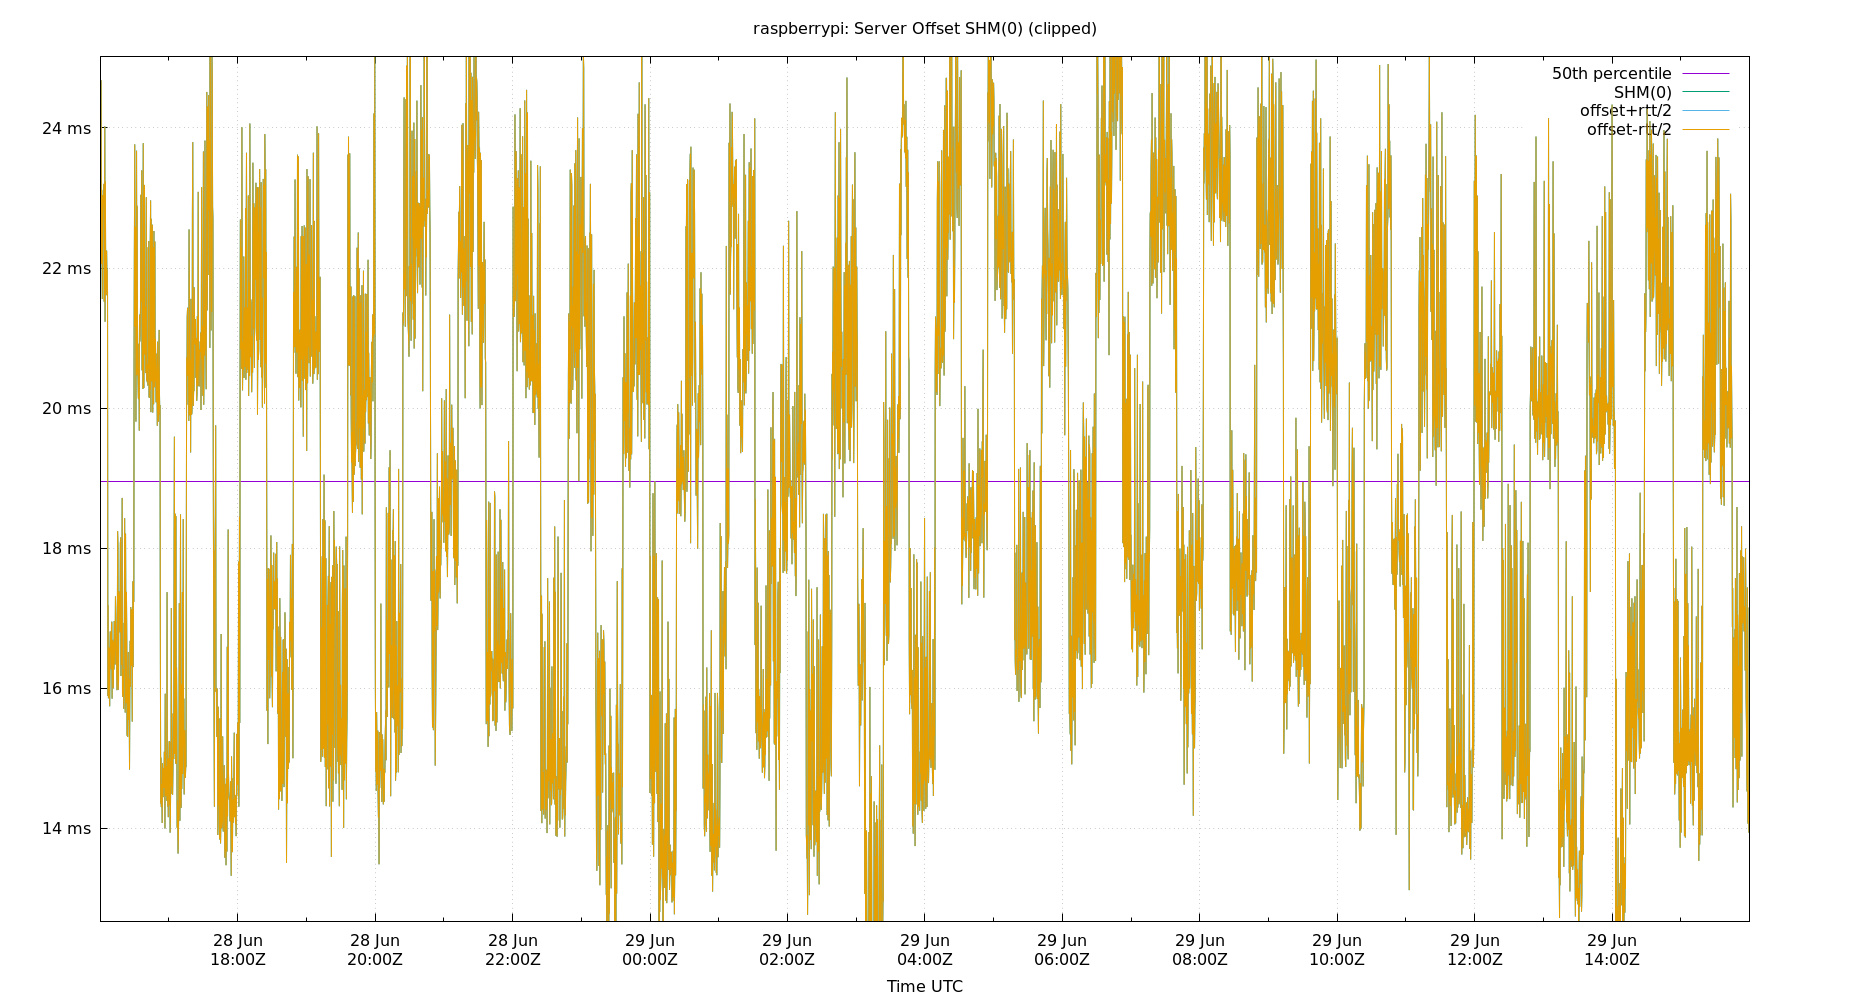 raspberrypi: Server Offset SHM(0) (clipped)
50th percentile
SHM(0)
offset+rtt/2
offset-rtt/2
24 ms
22 ms
20 ms
18 ms
16 ms
14 ms
28 Jun 28 Jun 28 Jun 29 Jun 29 Jun 29 Jun 29 Jun 29 Jun 29 Jun 29 Jun 29 Jun
18:00Z 20:00Z 22:00Z 00:00Z 02:00Z 04:00Z 06:00Z 08:00Z 10:00Z 12:00Z 14:00Z
Time UTC